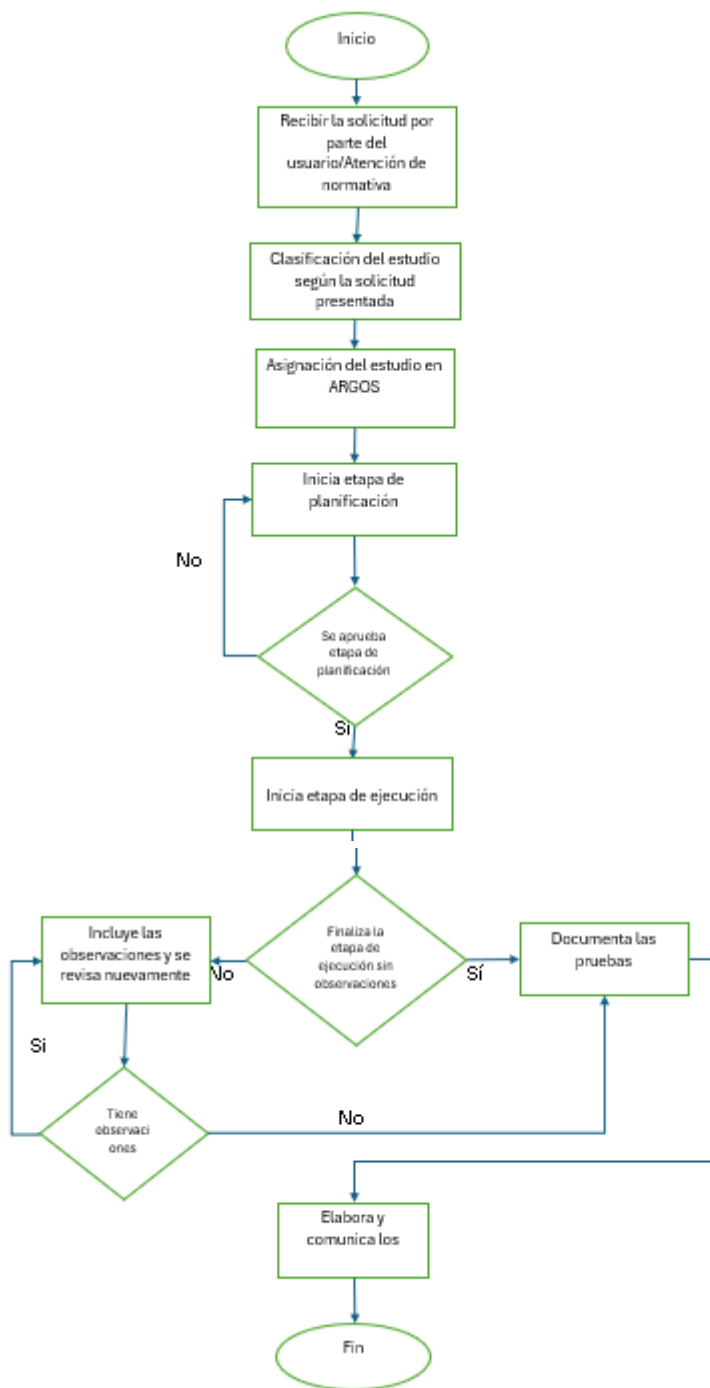 Inicio
Recibir la solicitud por
parte del
usuario/Atención de
normativa
Clasificación del estudio
según la solicitud
presentada
Asignación del estudio en
ARGOS
Inicia etapa de
planificación
No
Se aprueba
etapa de
planificación
Si
Inicia etapa de ejecución
Finaliza la
etapa de
ejecución sin
observaciones
No
Sí
Incluye las
observaciones y se
revisa nuevamente
Documenta las
pruebas
Si
Tiene
observaci
ones
No
Elabora y
comunica los
Fin